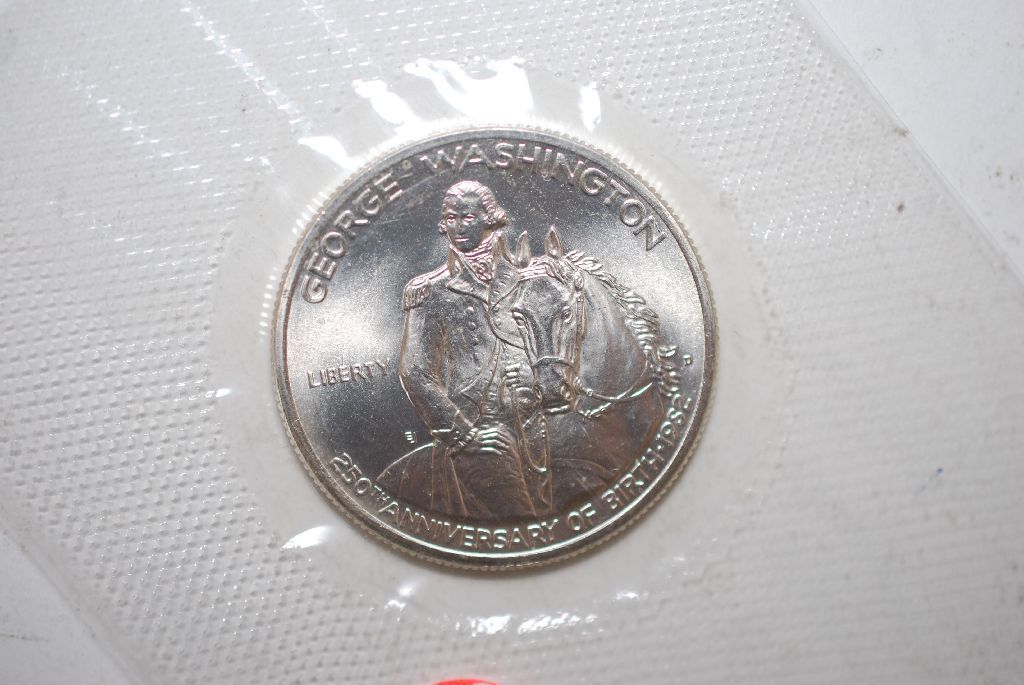 GEORGE WASHINGTON
LIBERTY
D
250TH ANNIVERSARY OF BIRTH·1982